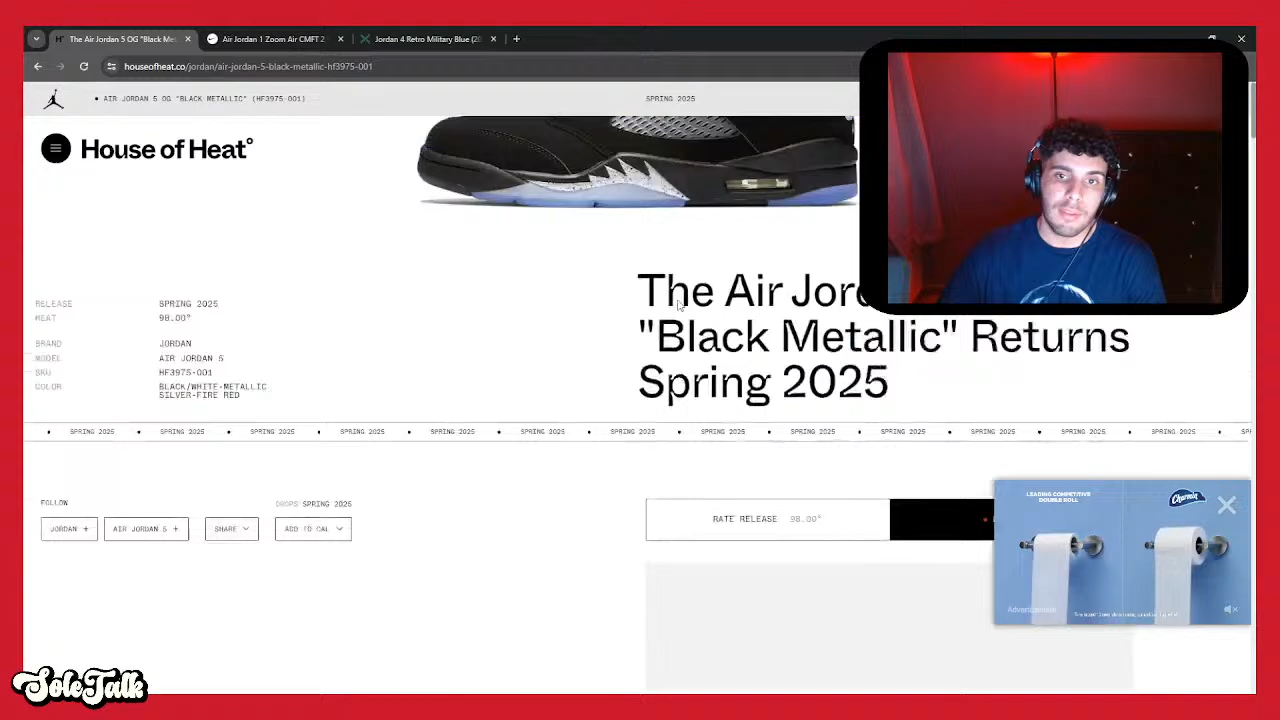 The Air Jordan 5 OG "Black Met
Air Jordan 1 Zoom Air CMFT 2
Jordan 4 Retro Military Blue (2
houseofheat.co/jordan/air-jordan-5-black-metallic-hf3975-001
AIR JORDAN 5 OG "BLACK METALLIC" (HF3975-001)
SPRING 2025
House of Heat°
RELEASE SPRING 2025
HEAT 98.00°
BRAND JORDAN
MODEL AIR JORDAN 5
SKU HF3975-001
COLOR BLACK/WHITE-METALLIC
SILVER-FIRE RED
The Air Jor
"Black Metallic" Returns
Spring 2025
SPRING 2025 SPRING 2025 SPRING 2025 SPRING 2025 SPRING 2025 SPRING 2025 SPRING 2025 SPRING 2025 SPRING 2025 SPRING 2025 SPRING 2025 SPRING 2025 SPRING 2025
FOLLOW
DROPS SPRING 2025
JORDAN +
AIR JORDAN 5 +
SHARE
ADD TO CAL
RATE RELEASE 98.00°
LEADING COMPETITIVE
DOUBLE ROLL
Charmin
Advertisement
SoleTalk